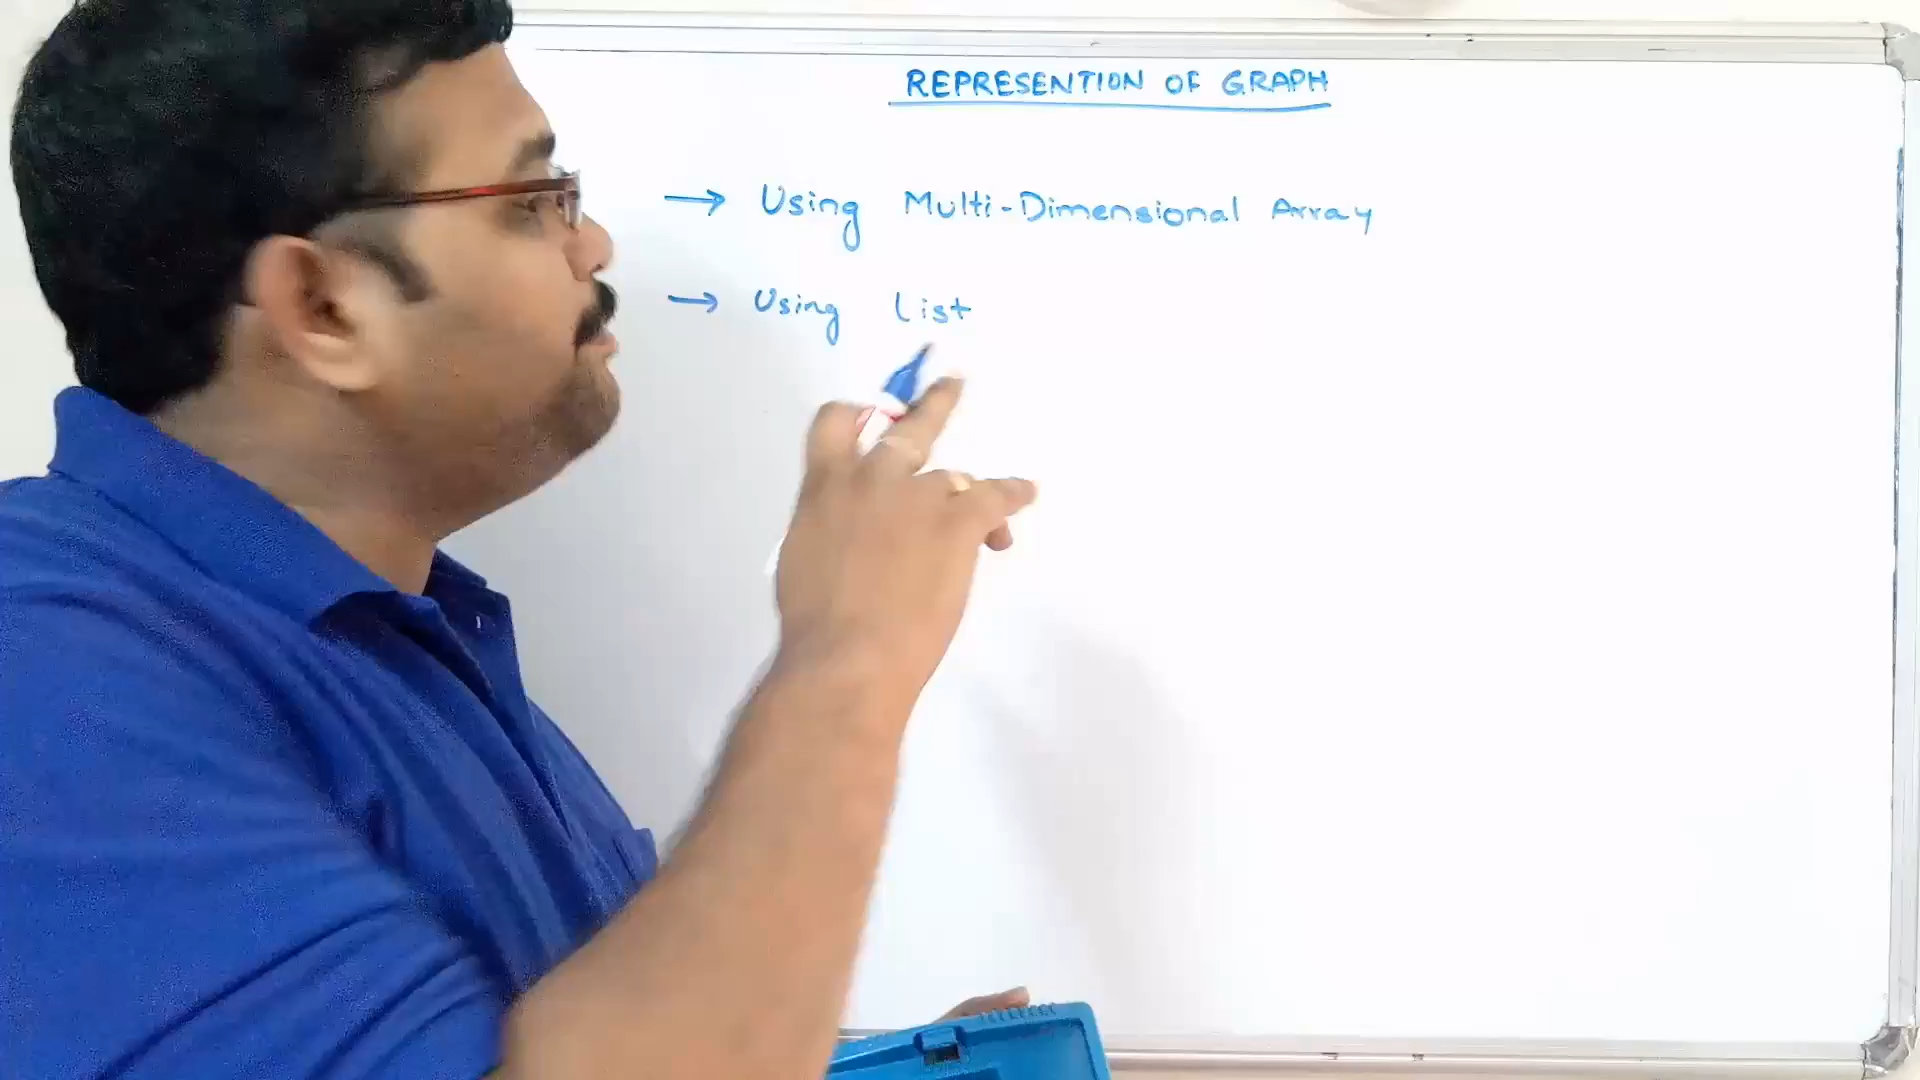 REPRESENTION OF GRAPH
→ Using Multi-Dimensional Array
→ Using List